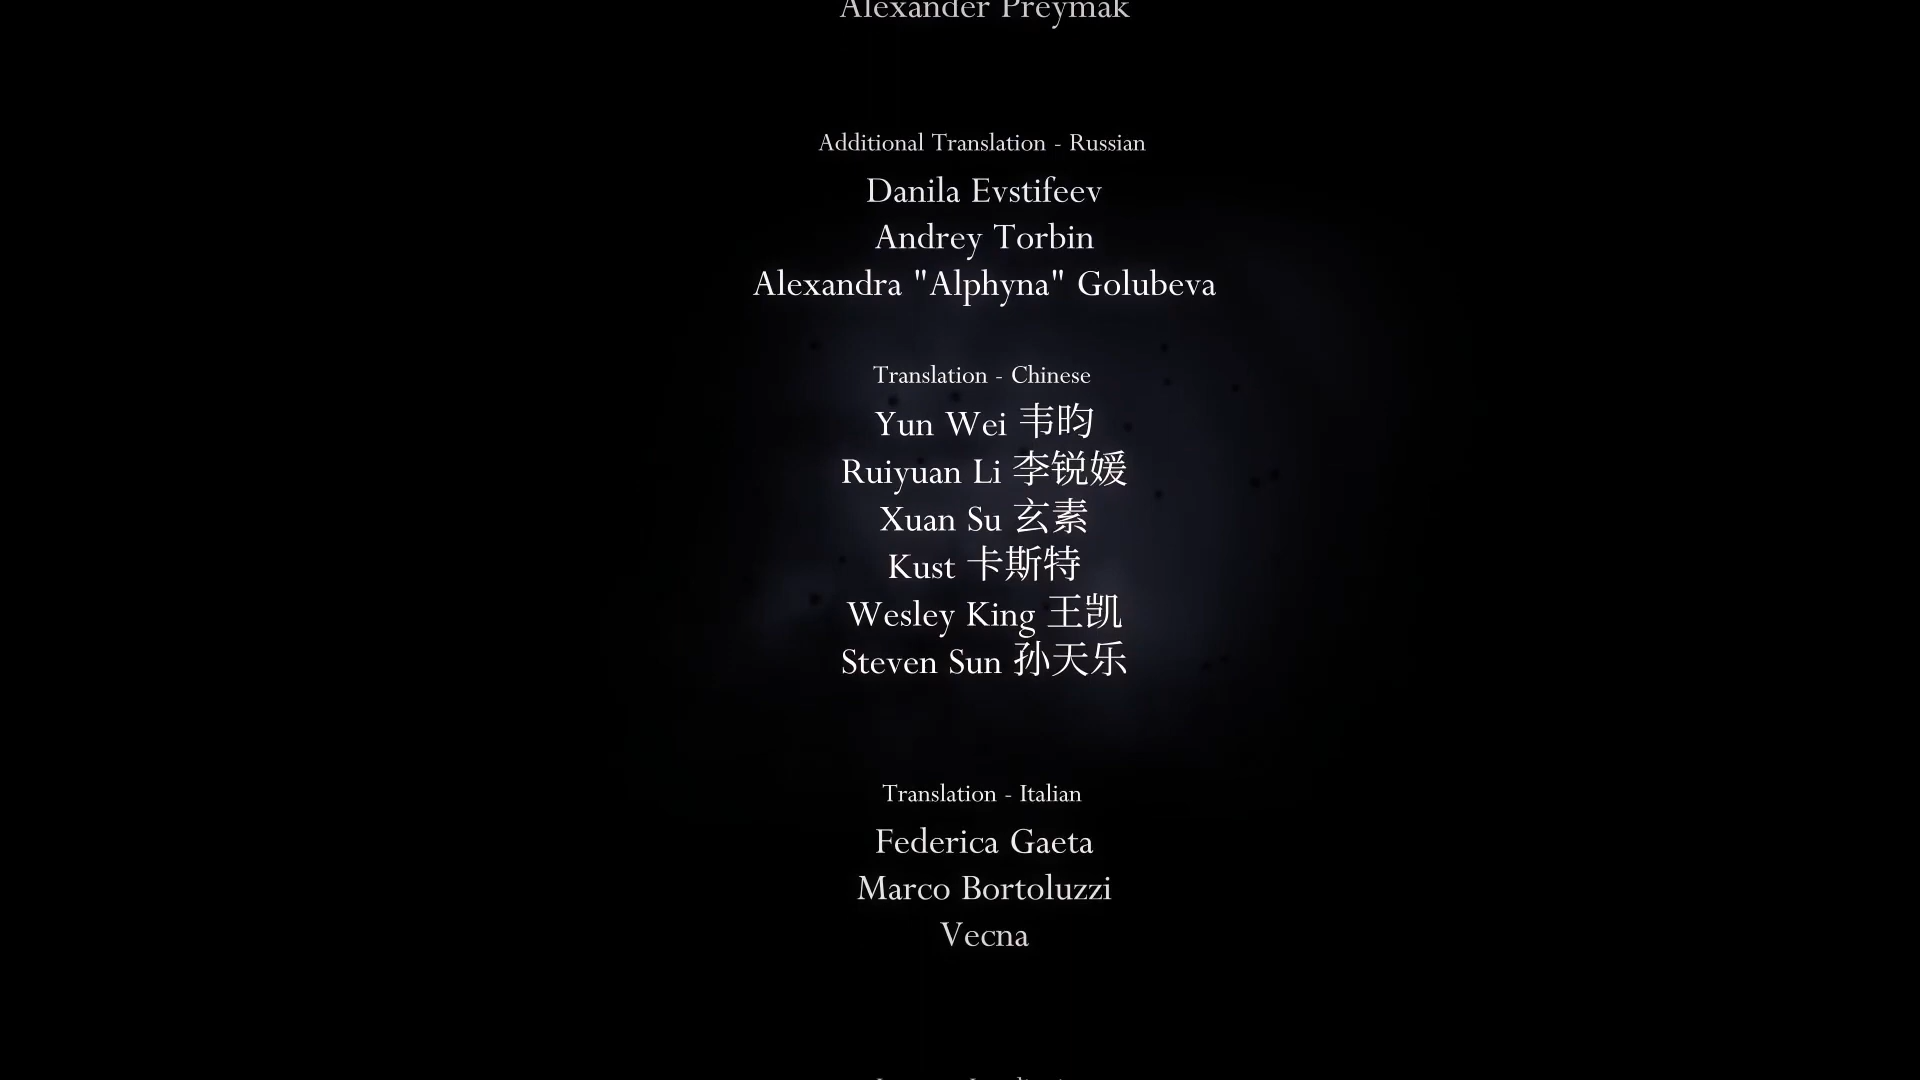 Alexander Preymak
Additional Translation - Russian
Danila Evstifeev
Andrey Torbin
Alexandra "Alphyna" Golubeva
Translation - Chinese
Yun Wei 韦昀
Ruiyuan Li 李锐媛
Xuan Su 玄素
Kust 卡斯特
Wesley King 王凯
Steven Sun 孙天乐
Translation - Italian
Federica Gaeta
Marco Bortoluzzi
Vecna